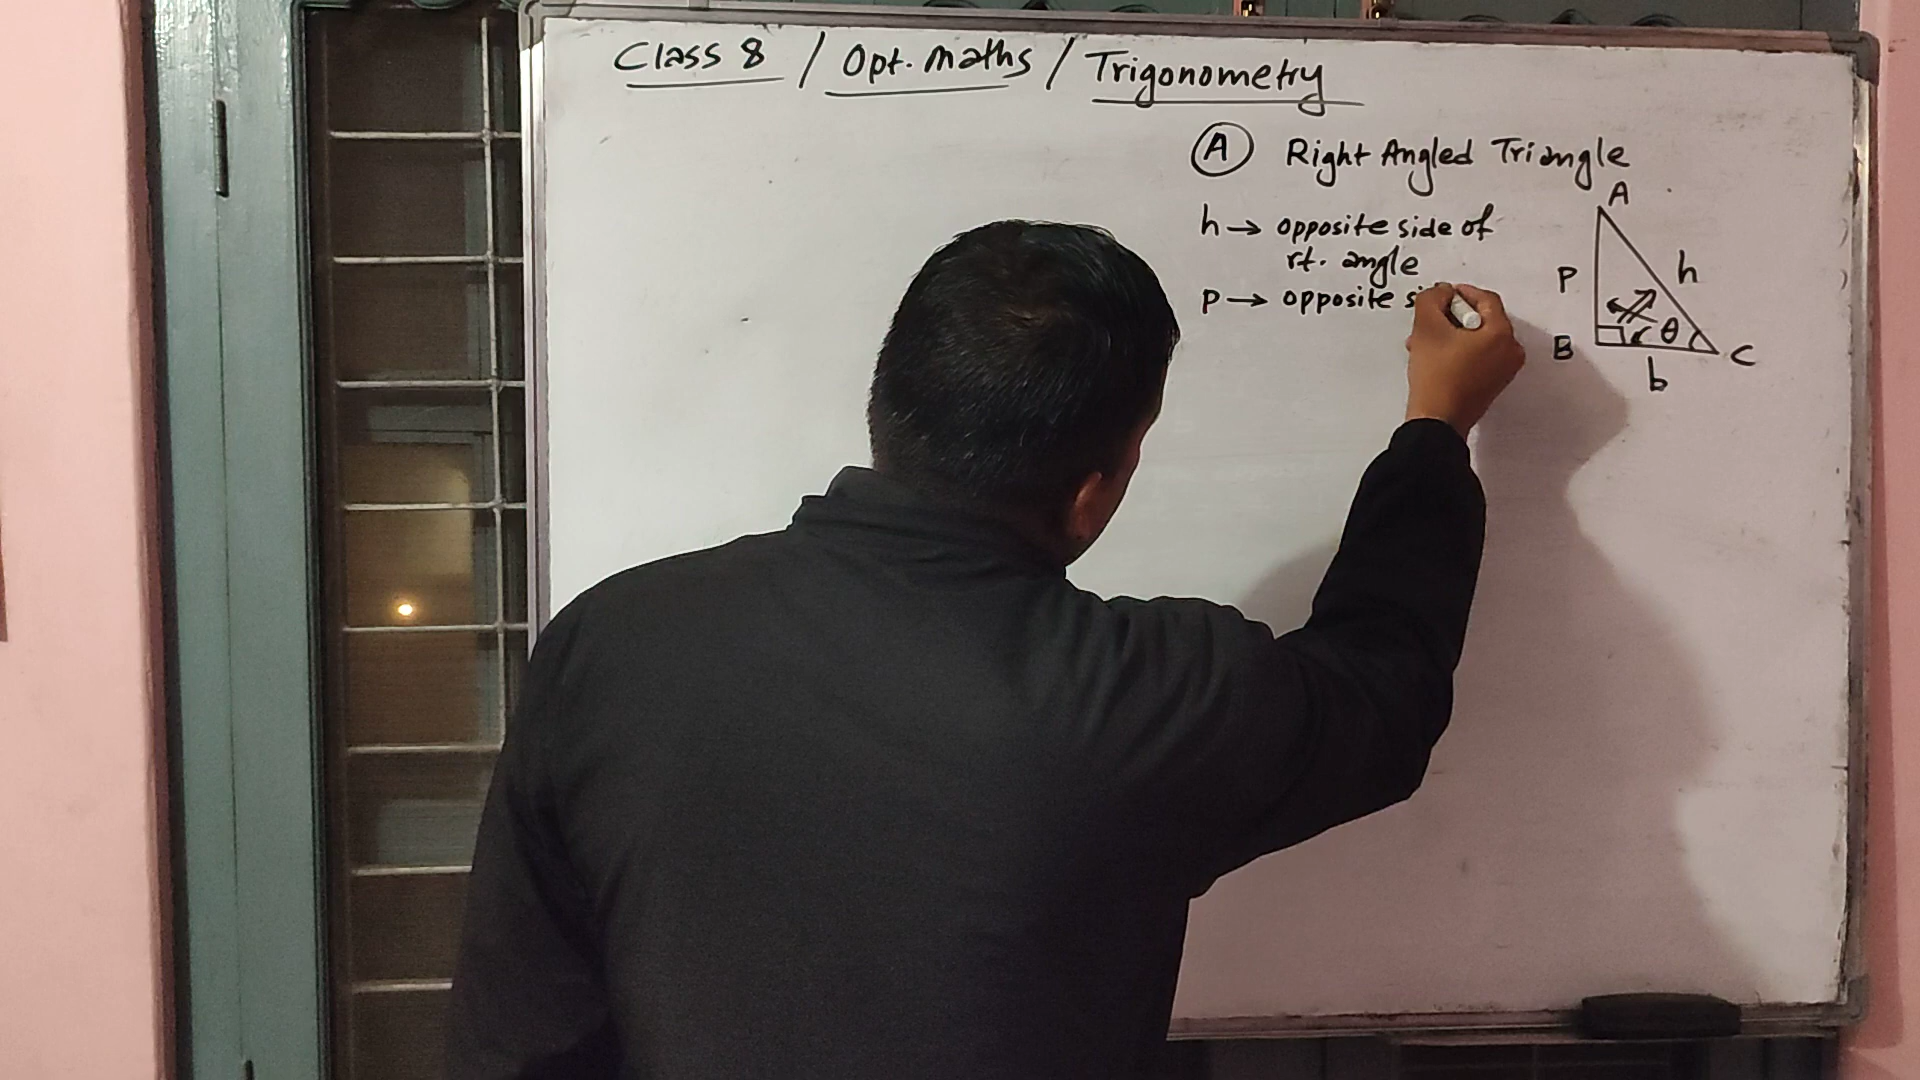 Class 8 / Opt. Maths / Trigonometry
A Right Angled Triangle
h → opposite side of
rt. angle
p → opposite
A
P
h
B
θ
C
b